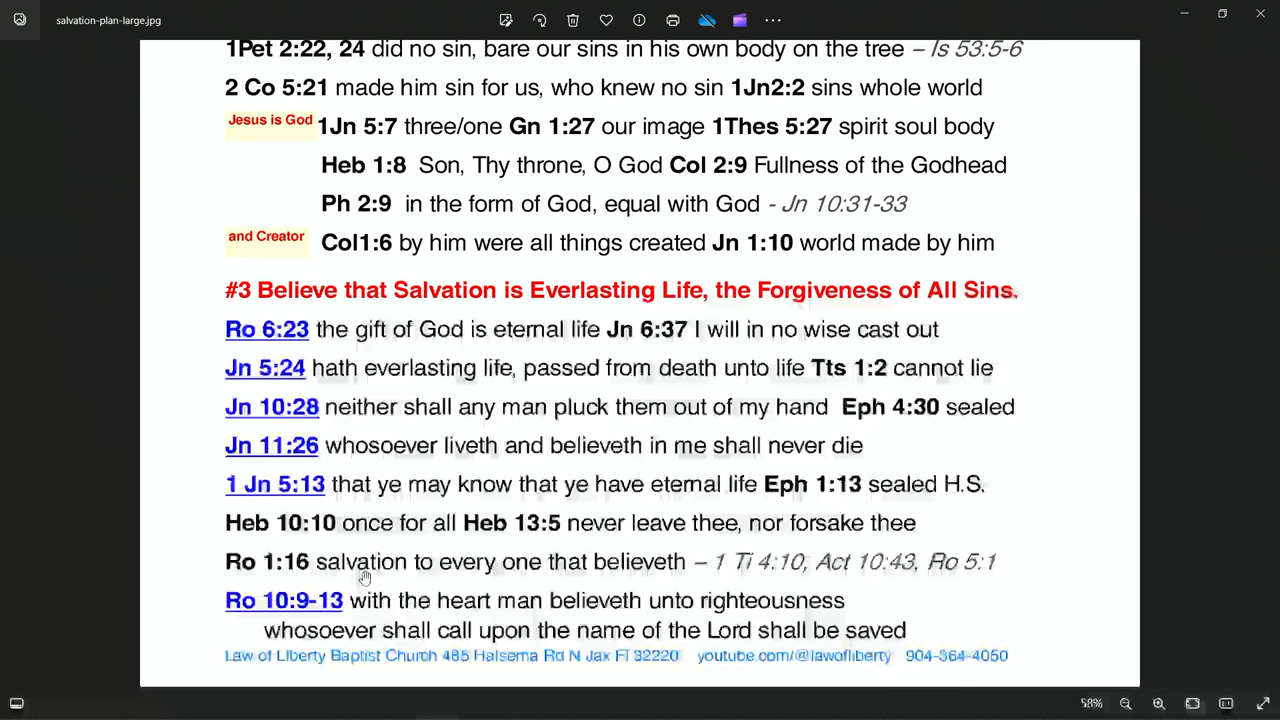 salvation-plan-large.jpg
1Pet 2:22, 24 did no sin, bare our sins in his own body on the tree – Is 53:5-6
2 Co 5:21 made him sin for us, who knew no sin 1Jn2:2 sins whole world
Jesus is God 1Jn 5:7 three/one Gn 1:27 our image 1Thes 5:27 spirit soul body
Heb 1:8 Son, Thy throne, O God Col 2:9 Fullness of the Godhead
Ph 2:9 in the form of God, equal with God - Jn 10:31-33
and Creator Col1:6 by him were all things created Jn 1:10 world made by him
#3 Believe that Salvation is Everlasting Life, the Forgiveness of All Sins.
Ro 6:23 the gift of God is eternal life Jn 6:37 I will in no wise cast out
Jn 5:24 hath everlasting life, passed from death unto life Tts 1:2 cannot lie
Jn 10:28 neither shall any man pluck them out of my hand Eph 4:30 sealed
Jn 11:26 whosoever liveth and believeth in me shall never die
1 Jn 5:13 that ye may know that ye have eternal life Eph 1:13 sealed H.S.
Heb 10:10 once for all Heb 13:5 never leave thee, nor forsake thee
Ro 1:16 salvation to every one that believeth – 1 Ti 4:10, Act 10:43, Ro 5:1
Ro 10:9-13 with the heart man believeth unto righteousness
whosoever shall call upon the name of the Lord shall be saved
Law of Liberty Baptist Church 485 Halsema Rd N Jax Fl 32220 youtube.com/@lawofliberty 904-364-4050
58%